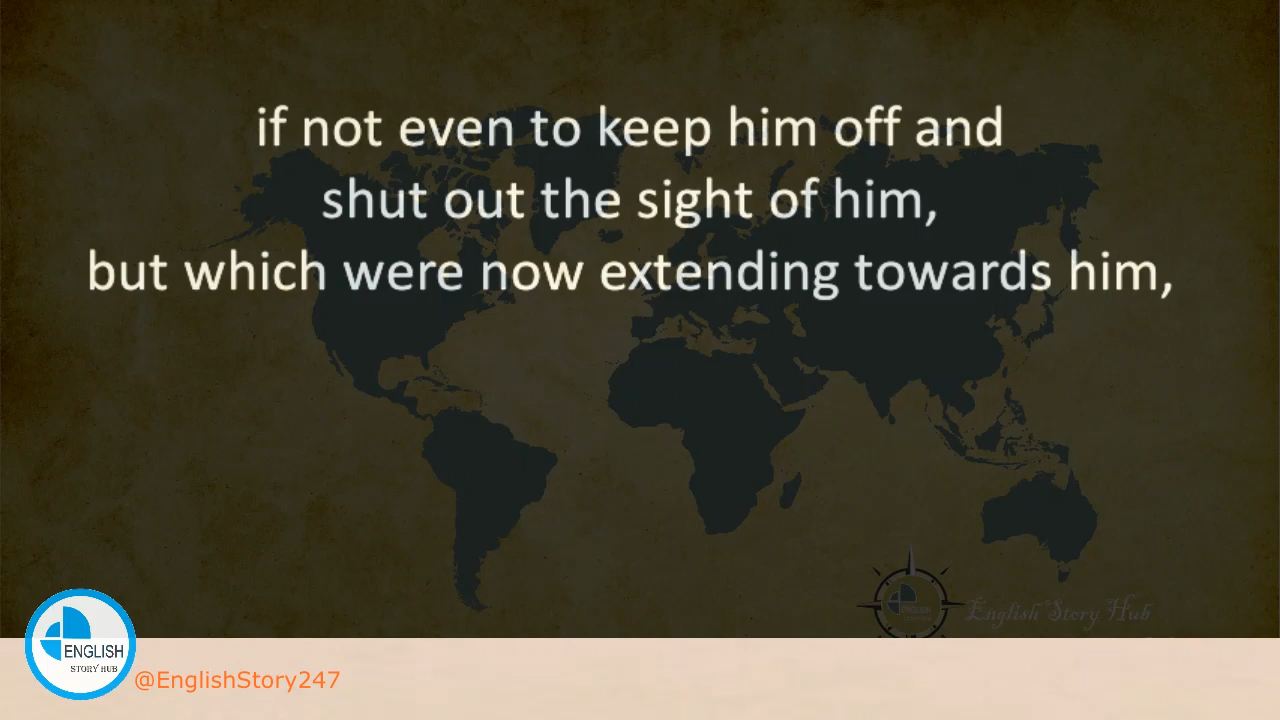 if not even to keep him off and
shut out the sight of him,
but which were now extending towards him,
English Story Hub
ENGLISH
STORY HUB
@EnglishStory247